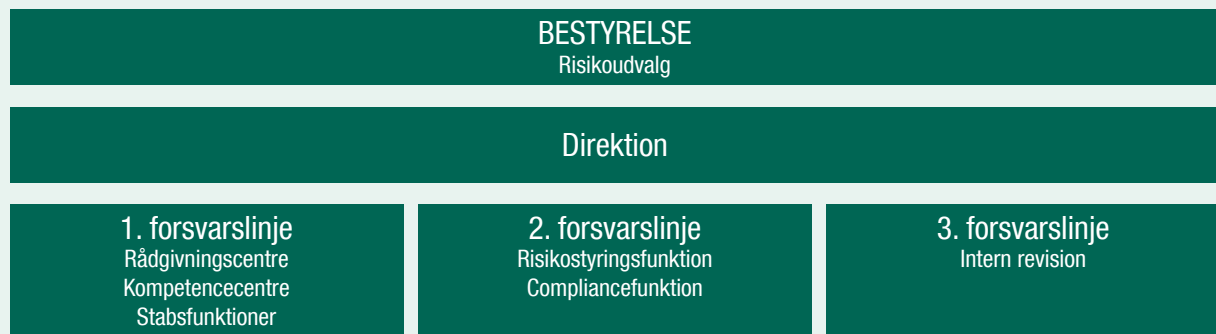 BESTYRELSE
Risikoudvalg
Direktion
1. forsvarslinje
Rådgivningscentre
Kompetencecentre
Stabsfunktioner
2. forsvarslinje
Risikostyringsfunktion
Compliancefunktion
3. forsvarslinje
Intern revision